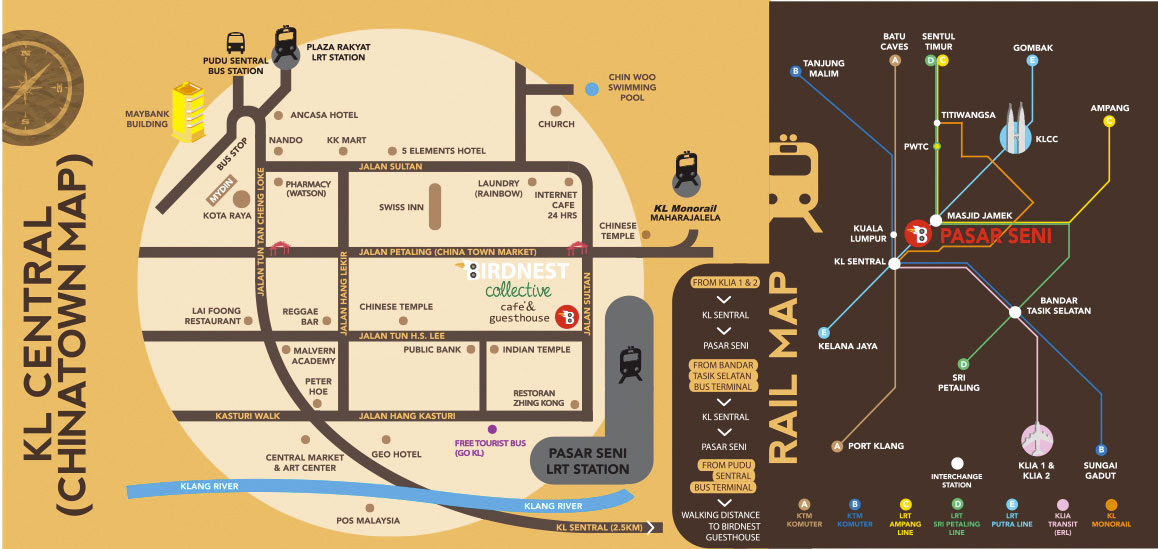 KL CENTRAL
(CHINATOWN MAP)
PUDU SENTRAL
BUS STATION
PLAZA RAKYAT
LRT STATION
MAYBANK
BUILDING
CHIN WOO
SWIMMING
POOL
ANCASA HOTEL
CHURCH
BUS STOP
NANDO
KK MART
5 ELEMENTS HOTEL
JALAN SULTAN
MYDIN
KOTA RAYA
PHARMACY
(WATSON)
SWISS INN
LAUNDRY
(RAINBOW)
INTERNET
CAFE
24 HRS
KL Monorail
MAHARAJALELA
CHINESE
TEMPLE
JALAN TUN TAN CHENG LOKE
JALAN PETALING (CHINA TOWN MARKET)
JALAN HANG LEKIR
BIRDNEST
collective
cafe'&
guesthouse
B
JALAN SULTAN
LAI FOONG
RESTAURANT
REGGAE
BAR
CHINESE TEMPLE
JALAN TUN H.S. LEE
MALVERN
ACADEMY
PUBLIC BANK
INDIAN TEMPLE
PETER
HOE
RESTORAN
ZHING KONG
KASTURI WALK
JALAN HANG KASTURI
FREE TOURIST BUS
(GO KL)
CENTRAL MARKET
& ART CENTER
GEO HOTEL
PASAR SENI
LRT STATION
KLANG RIVER
KLANG RIVER
POS MALAYSIA
KL SENTRAL (2.5KM)
FROM KLIA 1 & 2
KL SENTRAL
PASAR SENI
FROM BANDAR
TASIK SELATAN
BUS TERMINAL
KL SENTRAL
PASAR SENI
FROM PUDU
SENTRAL
BUS TERMINAL
WALKING DISTANCE
TO BIRDNEST
GUESTHOUSE
RAIL MAP
BATU
CAVES
A
SENTUL
TIMUR
D
C
GOMBAK
E
B
TANJUNG
MALIM
AMPANG
C
TITIWANGSA
PWTC
KLCC
MASJID JAMEK
B
PASAR SENI
KUALA
LUMPUR
KL SENTRAL
BANDAR
TASIK SELATAN
E
KELANA JAYA
D
SRI
PETALING
A
PORT KLANG
KLIA 1 &
KLIA 2
B
SUNGAI
GADUT
INTERCHANGE
STATION
A
KTM
KOMUTER
B
KTM
KOMUTER
C
LRT
AMPANG
LINE
D
LRT
SRI PETALING
LINE
E
LRT
PUTRA LINE
KLIA
TRANSIT
(ERL)
KL
MONORAIL